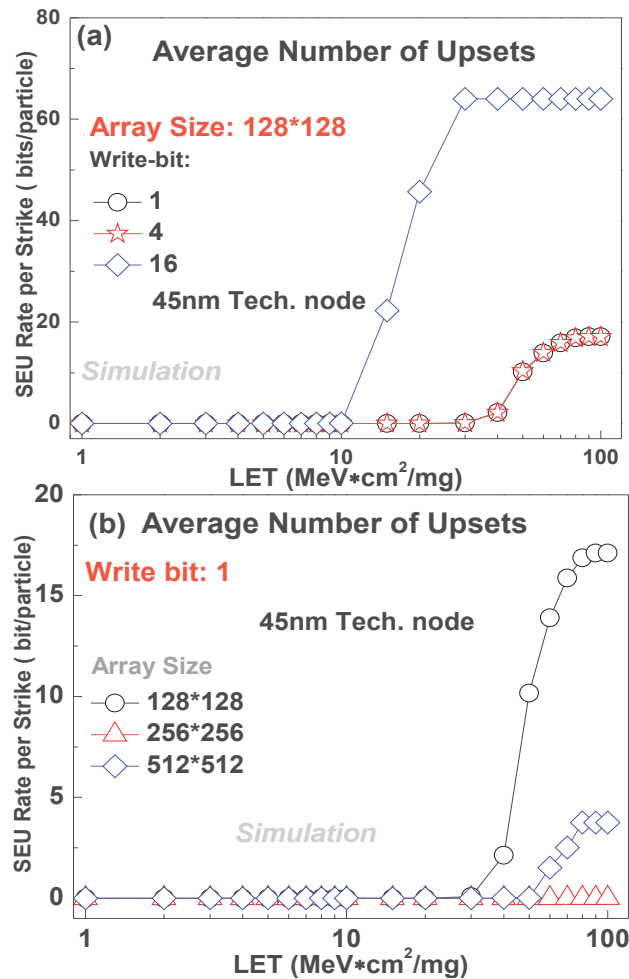 (a)
Average Number of Upsets
Array Size: 128*128
Write-bit:
1
4
16
45nm Tech. node
Simulation
SEU Rate per Strike ( bits/particle)
80
60
40
20
0
1 10 100
LET (MeV*cm²/mg)
(b) Average Number of Upsets
Write bit: 1
45nm Tech. node
Array Size
128*128
256*256
512*512
Simulation
SEU Rate per Strike ( bit/particle)
20
15
10
5
0
1 10 100
LET (MeV*cm²/mg)